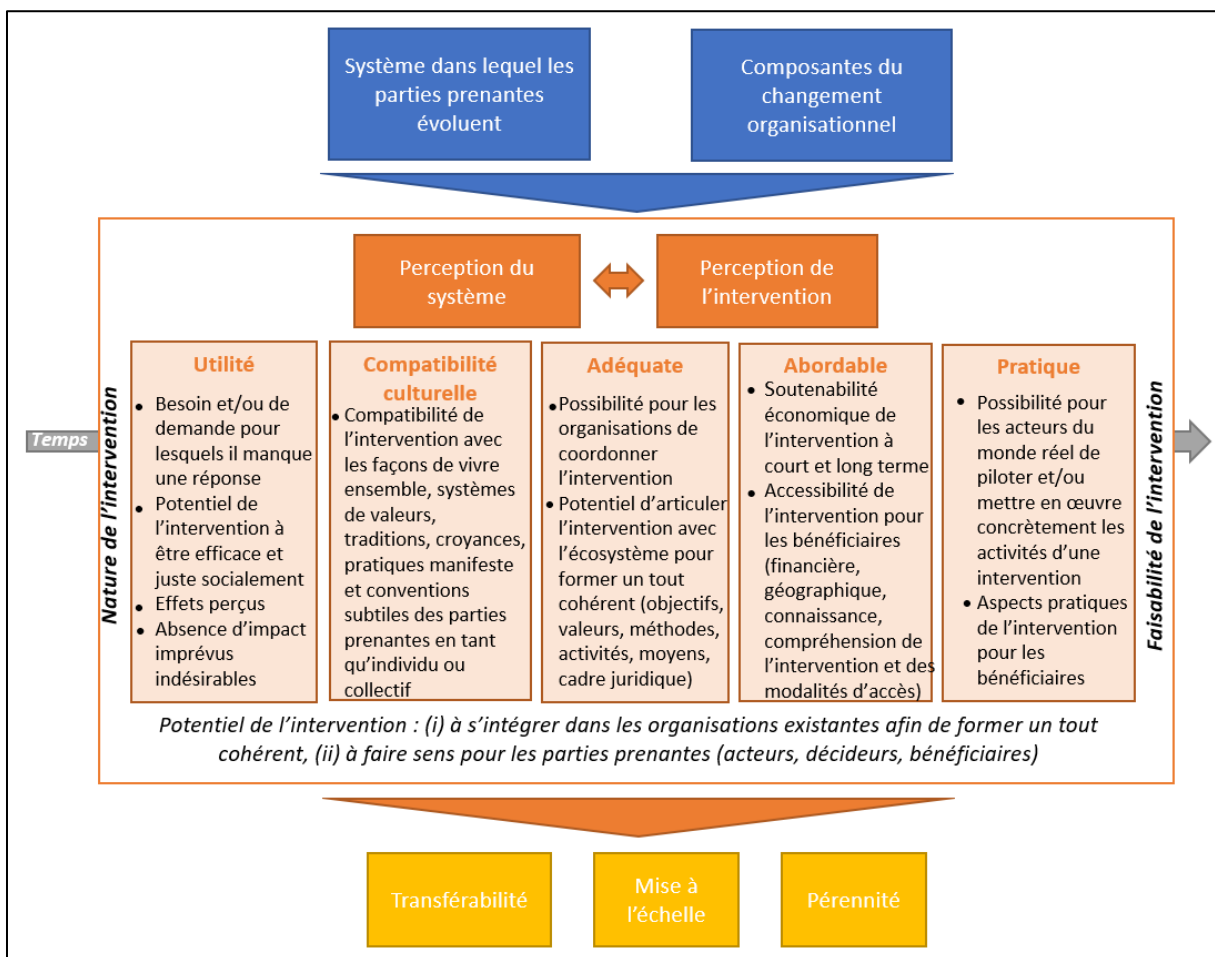 Système dans lequel les
parties prenantes
évoluent
Composantes du
changement
organisationnel
Perception du
système
Perception de
l’intervention
Temps
Nature de l’intervention
Utilité
• Besoin et/ou de
demande pour
lesquels il manque
une réponse
• Potentiel de
l’intervention à
être efficace et
juste socialement
• Effets perçus
• Absence d’impact
imprévus
indésirables
Compatibilité
culturelle
• Compatibilité de
l’intervention avec
les façons de vivre
ensemble, systèmes
de valeurs,
traditions, croyances,
pratiques manifeste
et conventions
subtiles des parties
prenantes en tant
qu’individu ou
collectif
Adéquate
• Possibilité pour les
organisations de
coordonner
l’intervention
• Potentiel d’articuler
l’intervention avec
l’écosystème pour
former un tout
cohérent (objectifs,
valeurs, méthodes,
activités, moyens,
cadre juridique)
Abordable
• Soutenabilité
économique de
l’intervention à
court et long terme
• Accessibilité de
l’intervention pour
les bénéficiaires
(financière,
géographique,
connaissance,
compréhension de
l’intervention et des
modalités d’accès)
Pratique
• Possibilité pour
les acteurs du
monde réel de
piloter et/ou
mettre en œuvre
concrètement les
activités d’une
intervention
• Aspects pratiques
de l’intervention
pour les
bénéficiaires
Faisabilité de l’intervention
Potentiel de l’intervention : (i) à s’intégrer dans les organisations existantes afin de former un tout
cohérent, (ii) à faire sens pour les parties prenantes (acteurs, décideurs, bénéficiaires)
Transférabilité
Mise à
l’échelle
Pérennité